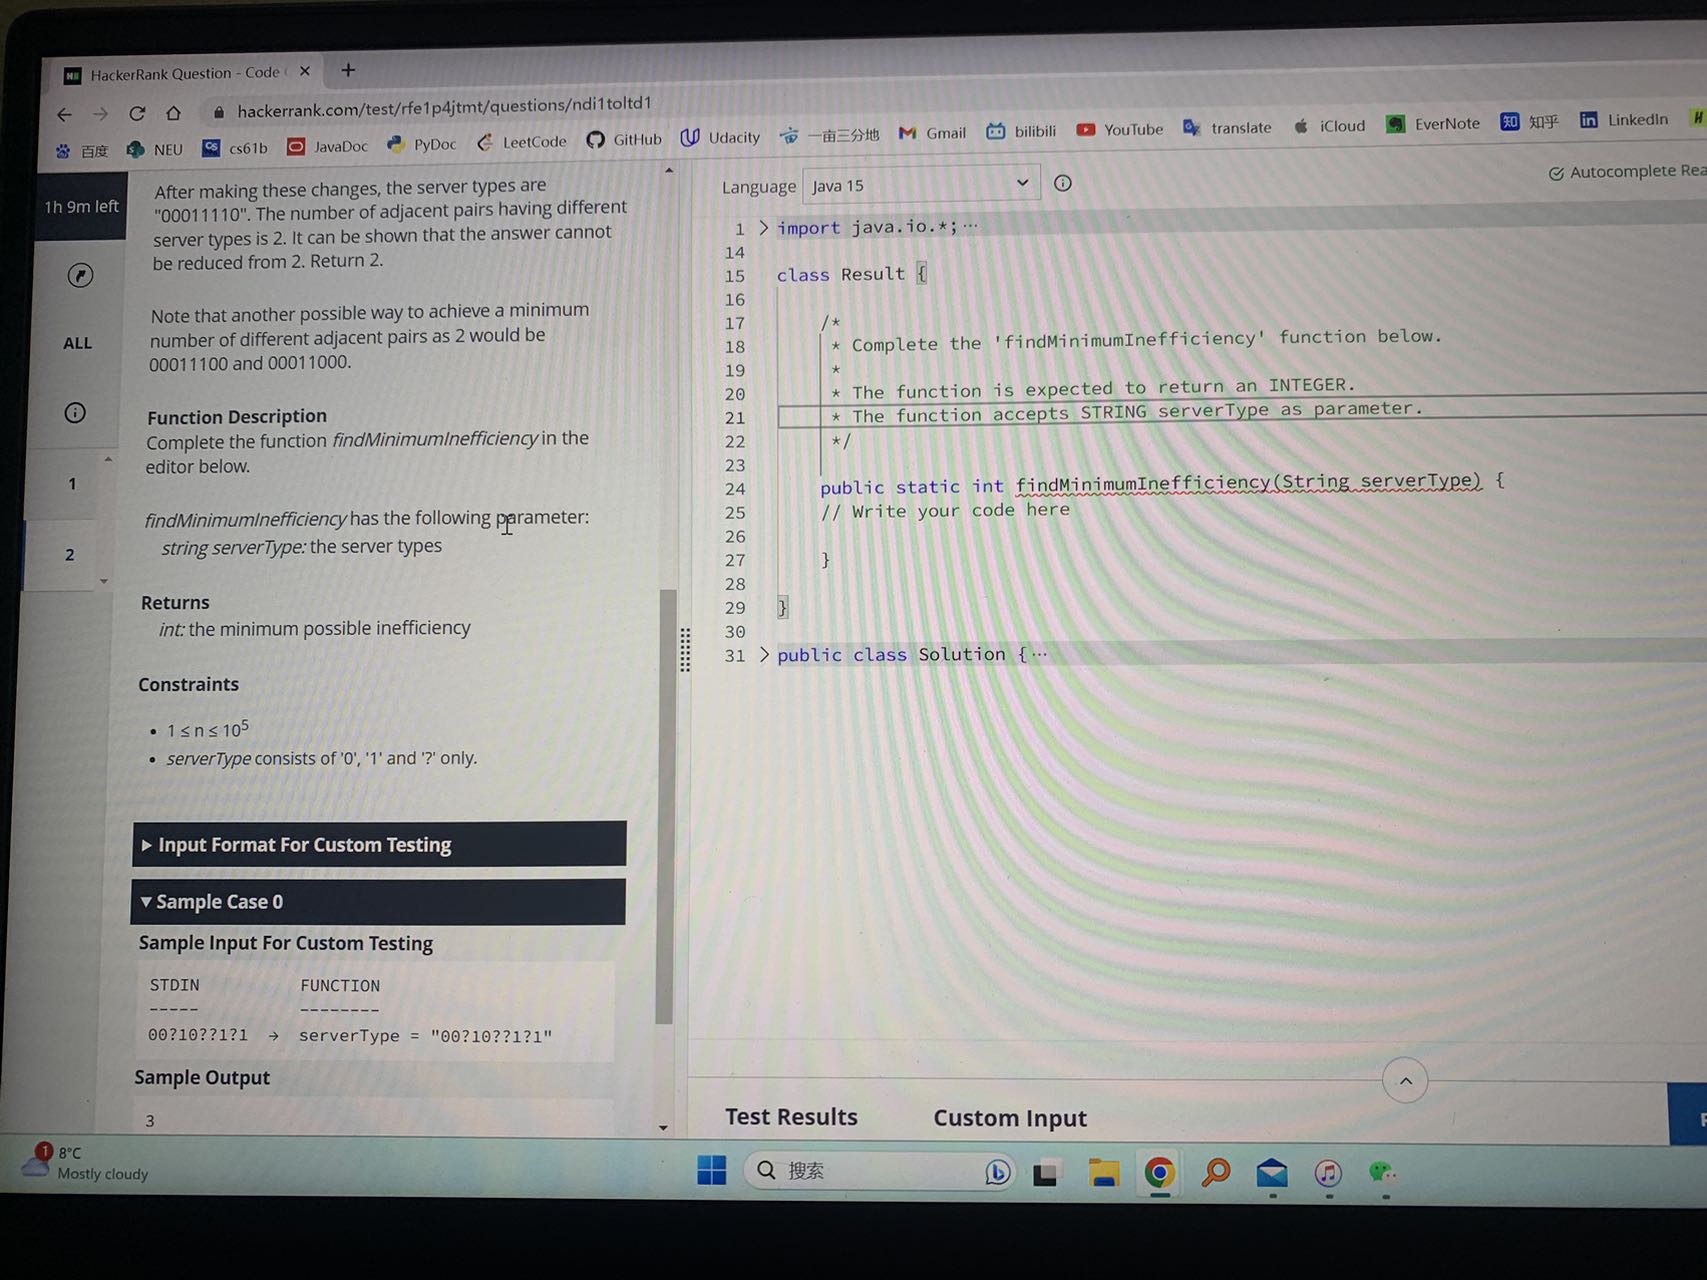 HackerRank Question - Code
hackerrank.com/test/rfe1p4jtmt/questions/ndi1toltd1
百度 NEU cs61b JavaDoc PyDoc LeetCode GitHub Udacity 一亩三分地 Gmail bilibili YouTube translate iCloud EverNote 知乎 LinkedIn
1h 9m left
ALL
1
2
After making these changes, the server types are
"00011110". The number of adjacent pairs having different
server types is 2. It can be shown that the answer cannot
be reduced from 2. Return 2.
Note that another possible way to achieve a minimum
number of different adjacent pairs as 2 would be
00011100 and 00011000.
Function Description
Complete the function findMinimumInefficiency in the
editor below.
findMinimumInefficiency has the following parameter:
string serverType: the server types
Returns
int: the minimum possible inefficiency
Constraints
• 1 ≤ n ≤ 10⁵
• serverType consists of '0', '1' and '?' only.
Input Format For Custom Testing
Sample Case 0
Sample Input For Custom Testing
STDIN FUNCTION
----- --------
00?10??1?1 → serverType = "00?10??1?1"
Sample Output
3
Language Java 15
Autocomplete
1 > import java.io.*;···
14
15 class Result {
16
17 /*
18 * Complete the 'findMinimumInefficiency' function below.
19 *
20 * The function is expected to return an INTEGER.
21 * The function accepts STRING serverType as parameter.
22 */
23
24 public static int findMinimumInefficiency(String serverType) {
25 // Write your code here
26
27 }
28
29 }
30
31 > public class Solution {···
Test Results Custom Input
1
8°C
Mostly cloudy
搜索